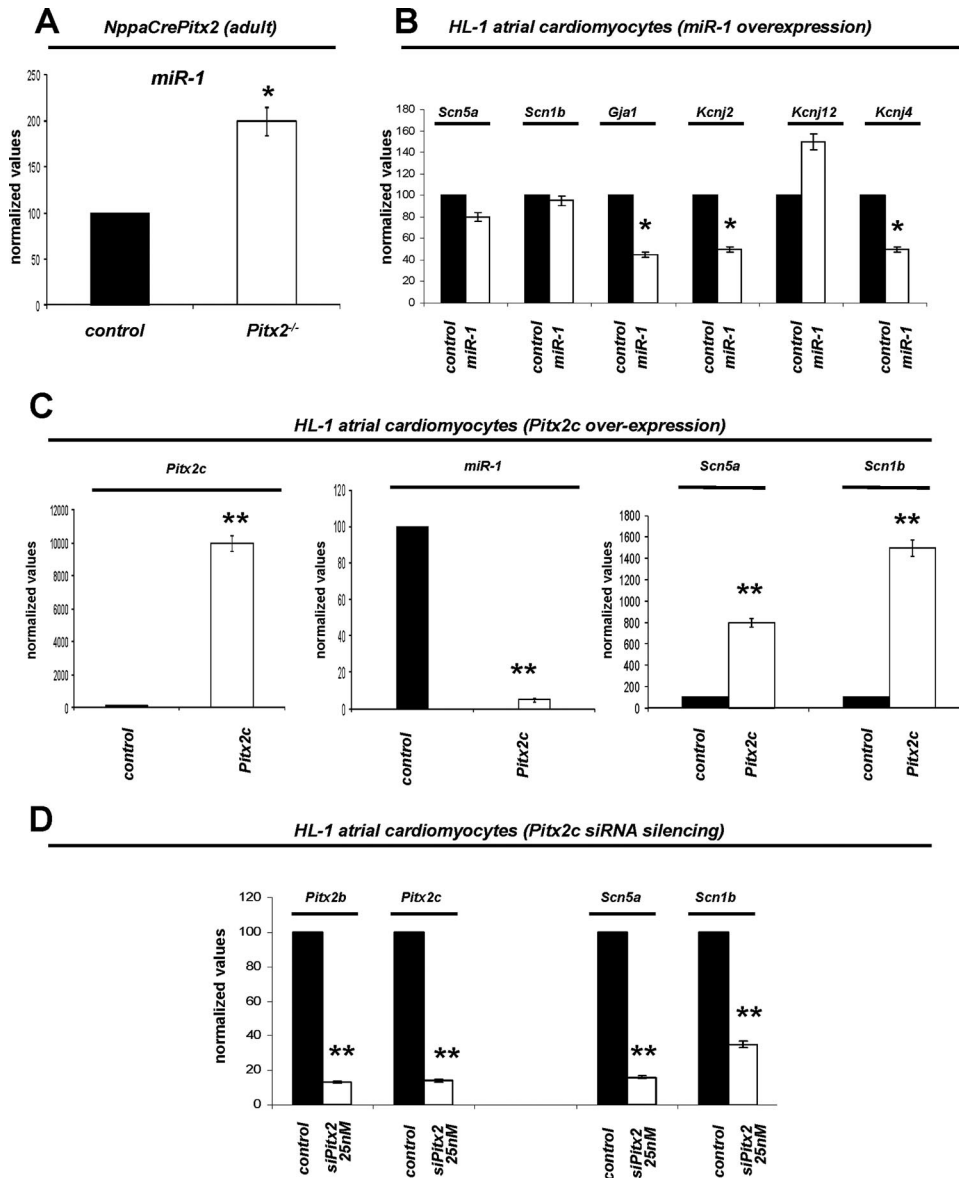 A
NppaCrePitx2 (adult)
miR-1
*
normalized values
250
200
150
100
50
0
control
Pitx2-/-
B
HL-1 atrial cardiomyocytes (miR-1 overexpression)
Scn5a Scn1b Gja1 Kcnj2 Kcnj12 Kcnj4
* * *
normalized values
180
160
140
120
100
80
60
40
20
0
control miR-1 control miR-1 control miR-1 control miR-1 control miR-1 control miR-1
C
HL-1 atrial cardiomyocytes (Pitx2c over-expression)
Pitx2c
**
normalized values
12000
10000
8000
6000
4000
2000
0
control
Pitx2c
miR-1
**
normalized values
120
100
80
60
40
20
0
control
Pitx2c
Scn5a Scn1b
** **
normalized values
1800
1600
1400
1200
1000
800
600
400
200
0
control Pitx2c control Pitx2c
D
HL-1 atrial cardiomyocytes (Pitx2c siRNA silencing)
Pitx2b Pitx2c Scn5a Scn1b
** ** ** **
normalized values
120
100
80
60
40
20
0
control
siPitx2
25nM
control
siPitx2
25nM
control
siPitx2
25nM
control
siPitx2
25nM